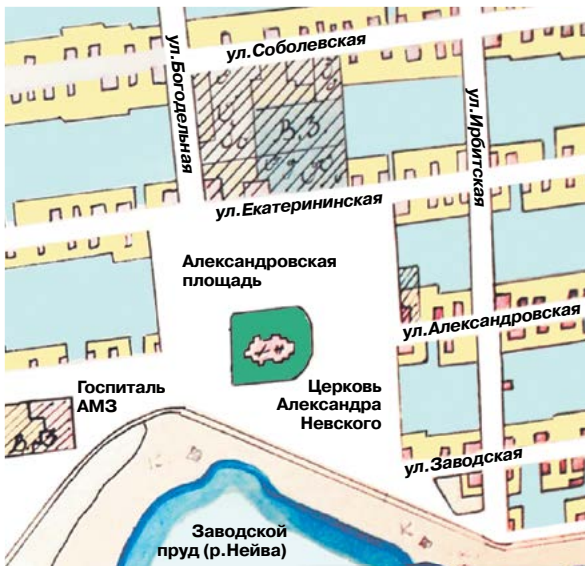 ул.Соболевская
ул.Богодельная
В.З.
ул.Ирбитская
ул.Екатерининская
Александровская
площадь
ул.Александровская
Госпиталь
АМЗ
Церковь
Александра
Невского
ул.Заводская
Заводской
пруд (р.Нейва)